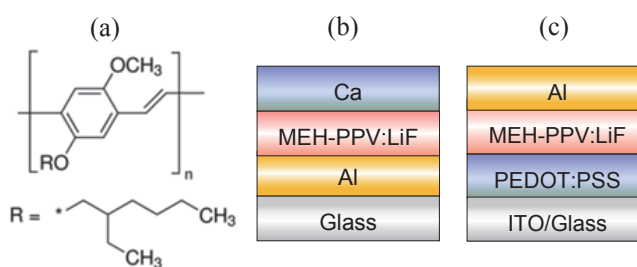 (a)
OCH₃
RO
n
R = *
CH₃
CH₃
(b)
Ca
MEH-PPV:LiF
Al
Glass
(c)
Al
MEH-PPV:LiF
PEDOT:PSS
ITO/Glass